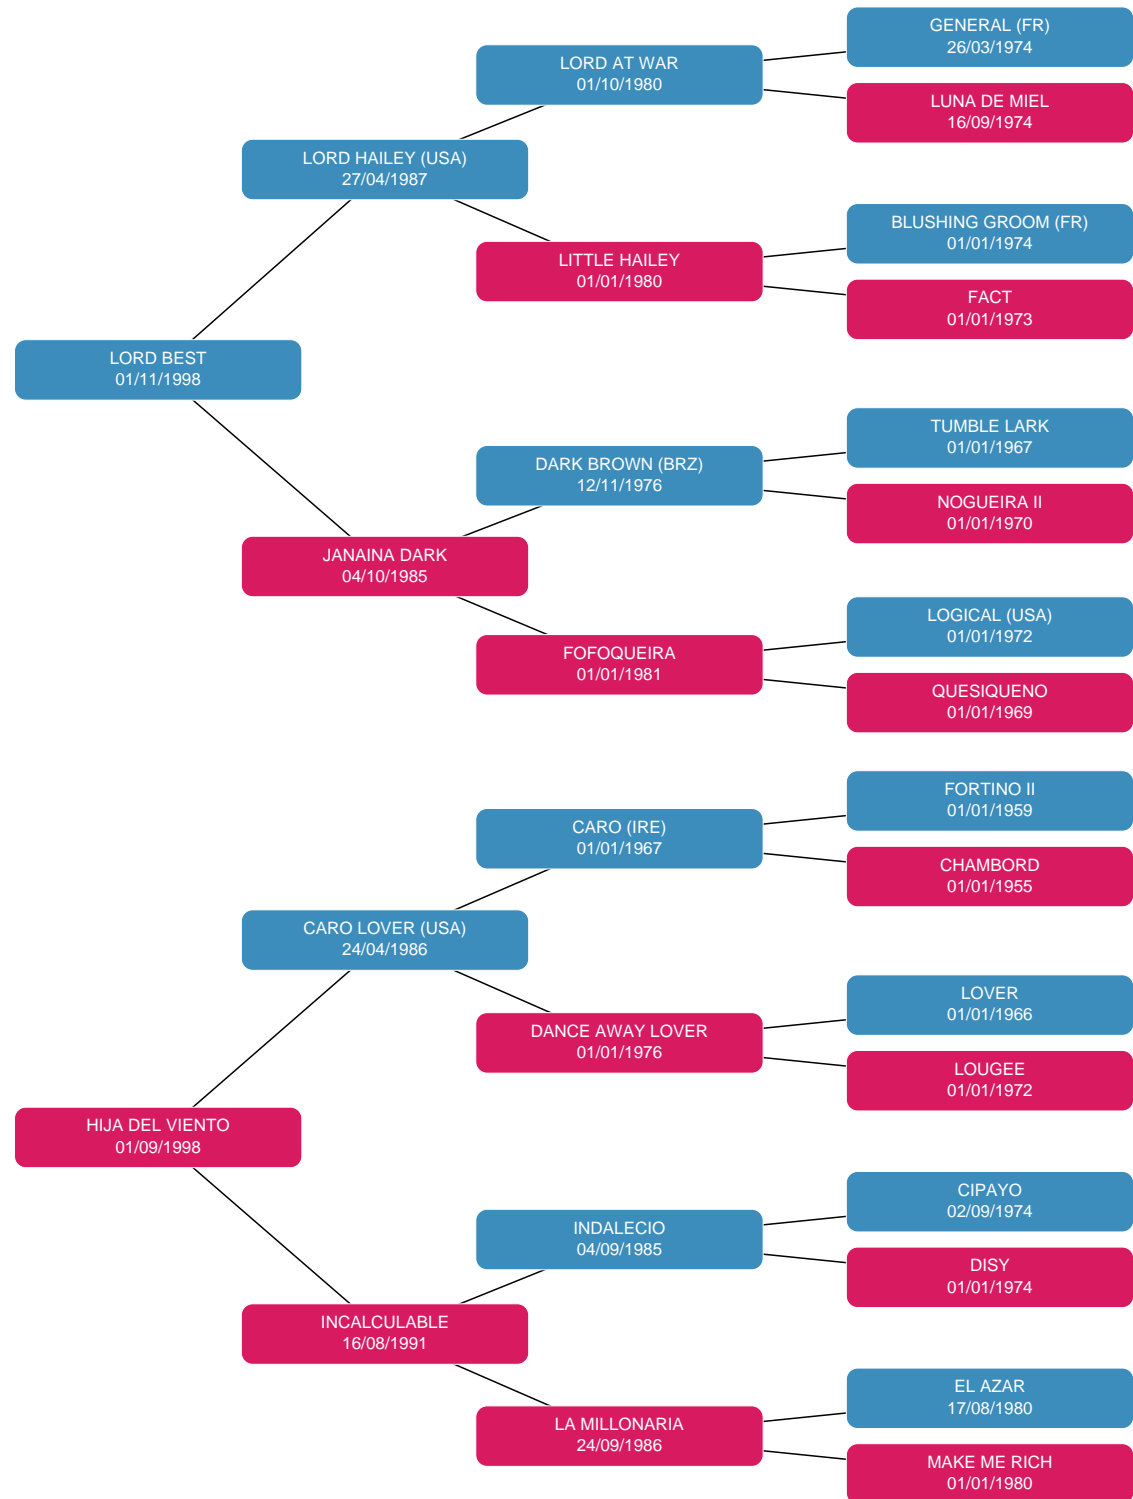 GENERAL (FR)
26/03/1974
LORD AT WAR
01/10/1980
LUNA DE MIEL
16/09/1974
LORD HAILEY (USA)
27/04/1987
BLUSHING GROOM (FR)
01/01/1974
LITTLE HAILEY
01/01/1980
FACT
01/01/1973
LORD BEST
01/11/1998
TUMBLE LARK
01/01/1967
DARK BROWN (BRZ)
12/11/1976
NOGUEIRA II
01/01/1970
JANAINA DARK
04/10/1985
LOGICAL (USA)
01/01/1972
FOFOQUEIRA
01/01/1981
QUESIQUENO
01/01/1969
FORTINO II
01/01/1959
CARO (IRE)
01/01/1967
CHAMBORD
01/01/1955
CARO LOVER (USA)
24/04/1986
LOVER
01/01/1966
DANCE AWAY LOVER
01/01/1976
LOUGEE
01/01/1972
HIJA DEL VIENTO
01/09/1998
CIPAYO
02/09/1974
INDALECIO
04/09/1985
DISY
01/01/1974
INCALCULABLE
16/08/1991
EL AZAR
17/08/1980
LA MILLONARIA
24/09/1986
MAKE ME RICH
01/01/1980